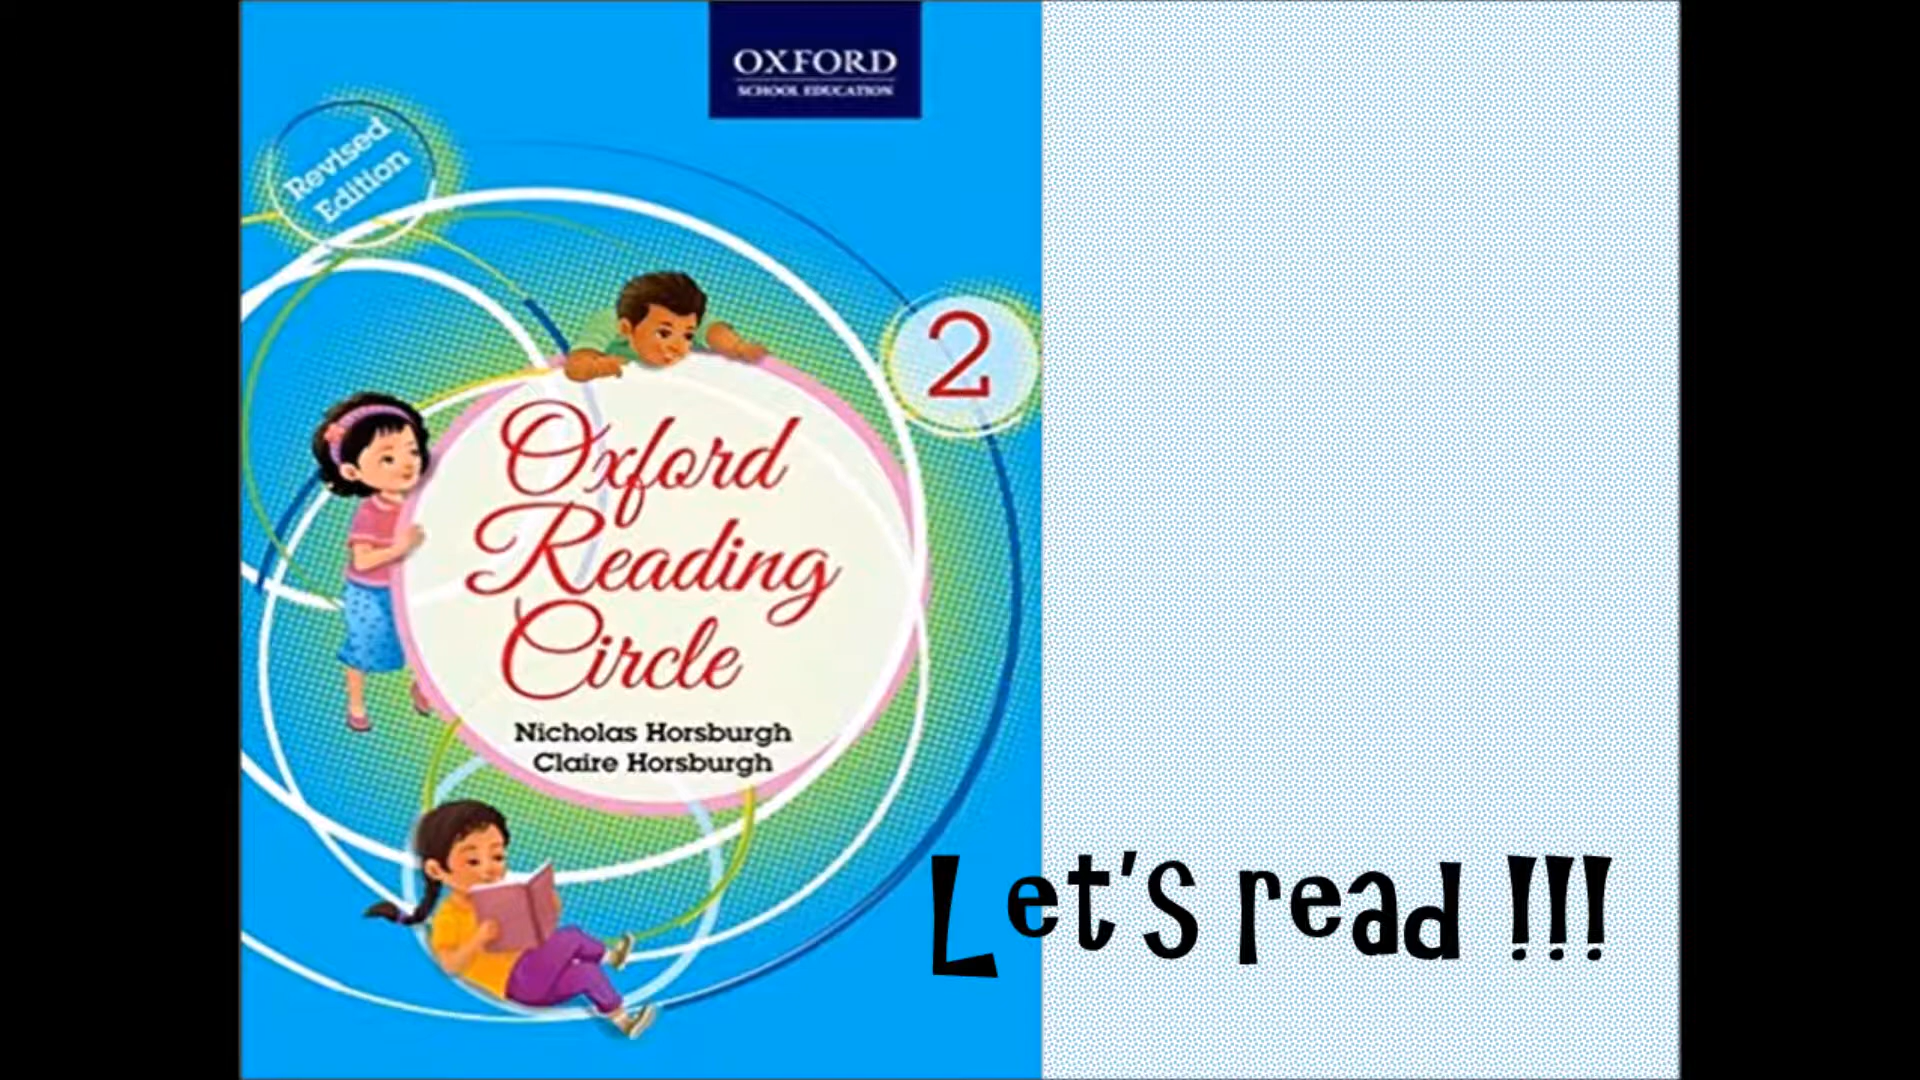 OXFORD
SCHOOL EDUCATION
Revised
Edition
2
Oxford
Reading
Circle
Nicholas Horsburgh
Claire Horsburgh
Let's read !!!